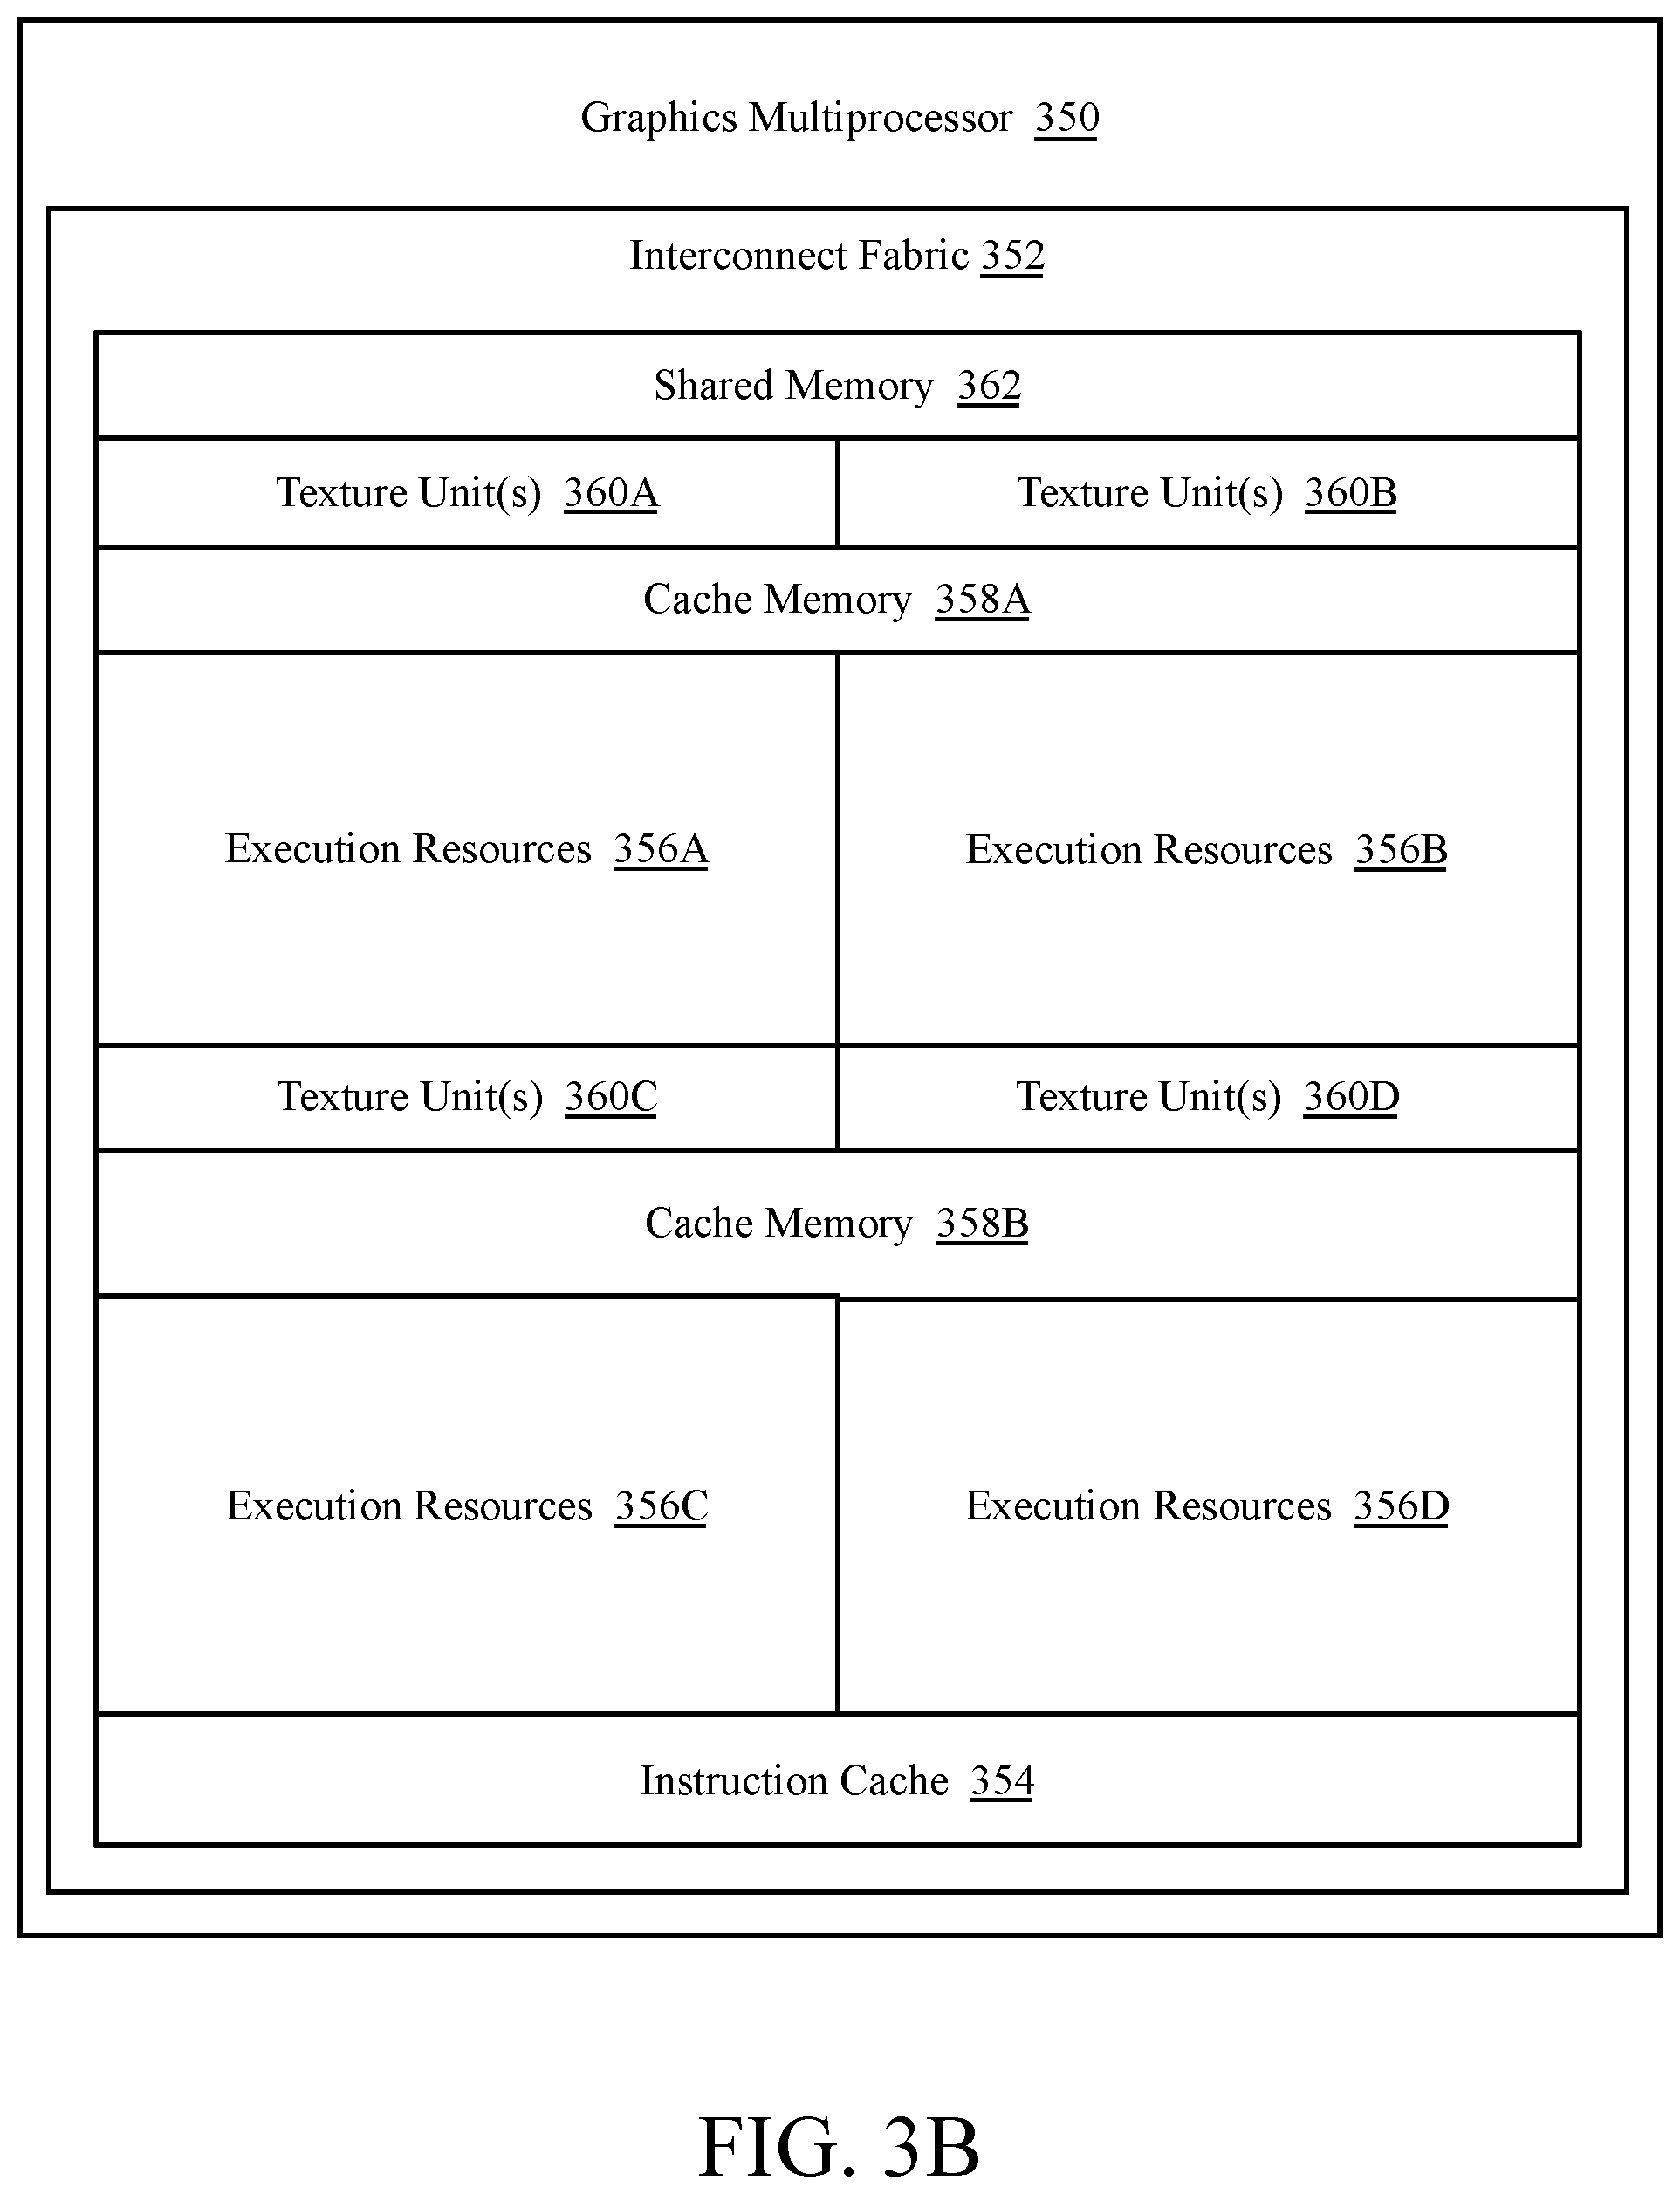 Graphics Multiprocessor 350
Interconnect Fabric 352
Shared Memory 362
Texture Unit(s) 360A
Texture Unit(s) 360B
Cache Memory 358A
Execution Resources 356A
Execution Resources 356B
Texture Unit(s) 360C
Texture Unit(s) 360D
Cache Memory 358B
Execution Resources 356C
Execution Resources 356D
Instruction Cache 354
FIG. 3B